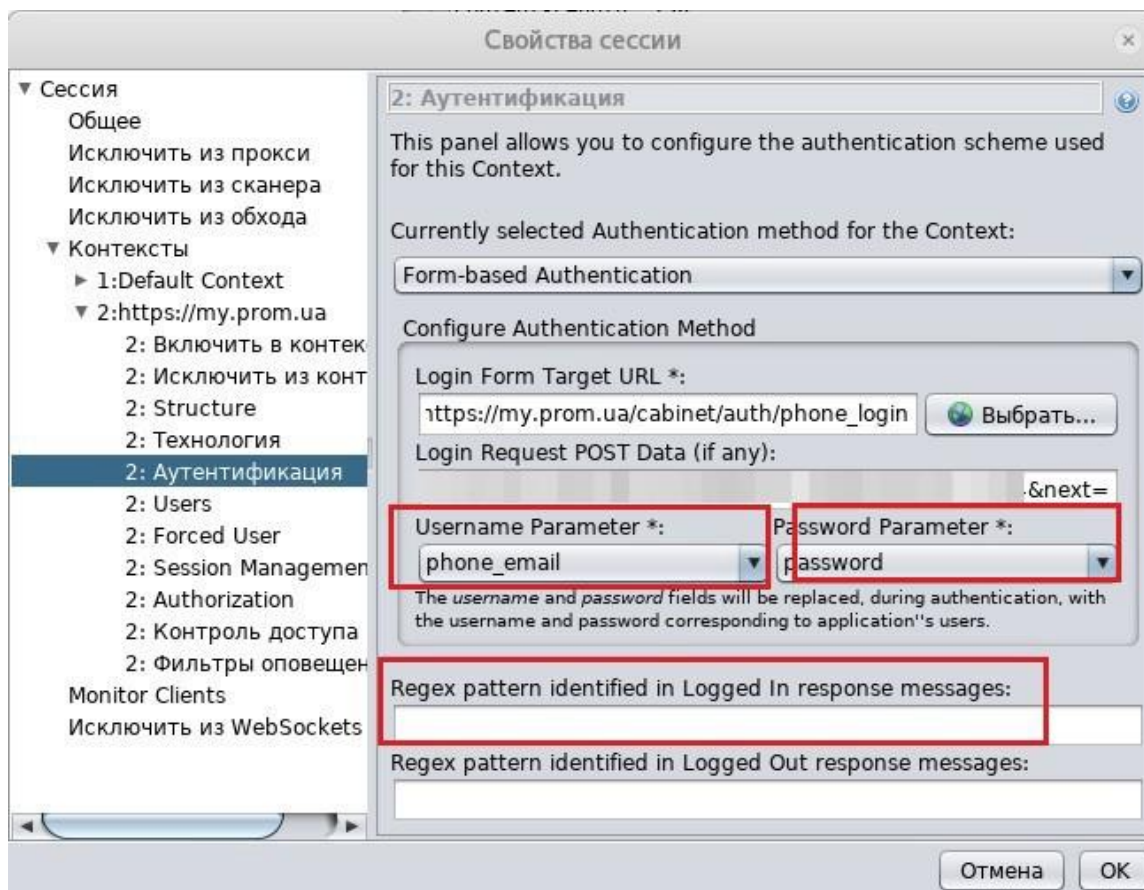 Свойства сессии
Сессия
Общее
Исключить из прокси
Исключить из сканера
Исключить из обхода
Контексты
1:Default Context
2:https://my.prom.ua
2: Включить в контек
2: Исключить из конт
2: Structure
2: Технология
2: Аутентификация
2: Users
2: Forced User
2: Session Managemen
2: Authorization
2: Контроль доступа
2: Фильтры оповещен
Monitor Clients
Исключить из WebSockets
2: Аутентификация
This panel allows you to configure the authentication scheme used
for this Context.
Currently selected Authentication method for the Context:
Form-based Authentication
Configure Authentication Method
Login Form Target URL *:
https://my.prom.ua/cabinet/auth/phone_login
Выбрать...
Login Request POST Data (if any):
&next=
Username Parameter *: Password Parameter *:
phone_email password
The username and password fields will be replaced, during authentication, with
the username and password corresponding to application''s users.
Regex pattern identified in Logged In response messages:
Regex pattern identified in Logged Out response messages:
Отмена OK